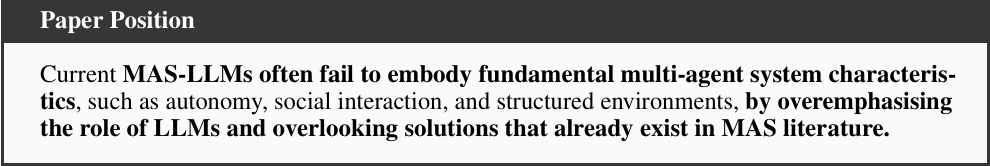 Paper Position
Current MAS-LLMs often fail to embody fundamental multi-agent system characteris-
tics, such as autonomy, social interaction, and structured environments, by overemphasising
the role of LLMs and overlooking solutions that already exist in MAS literature.